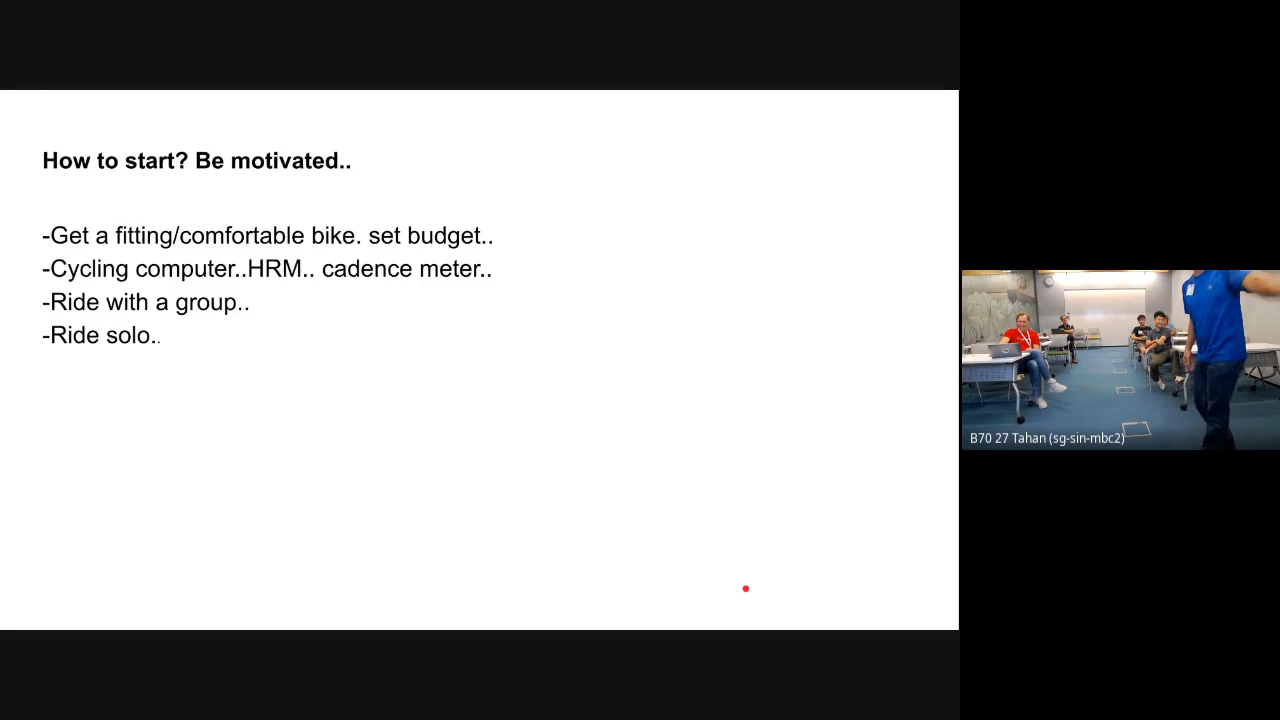 How to start? Be motivated..
-Get a fitting/comfortable bike. set budget..
-Cycling computer..HRM.. cadence meter..
-Ride with a group..
-Ride solo..
B70 27 Tahan (sg-sin-mbc2)